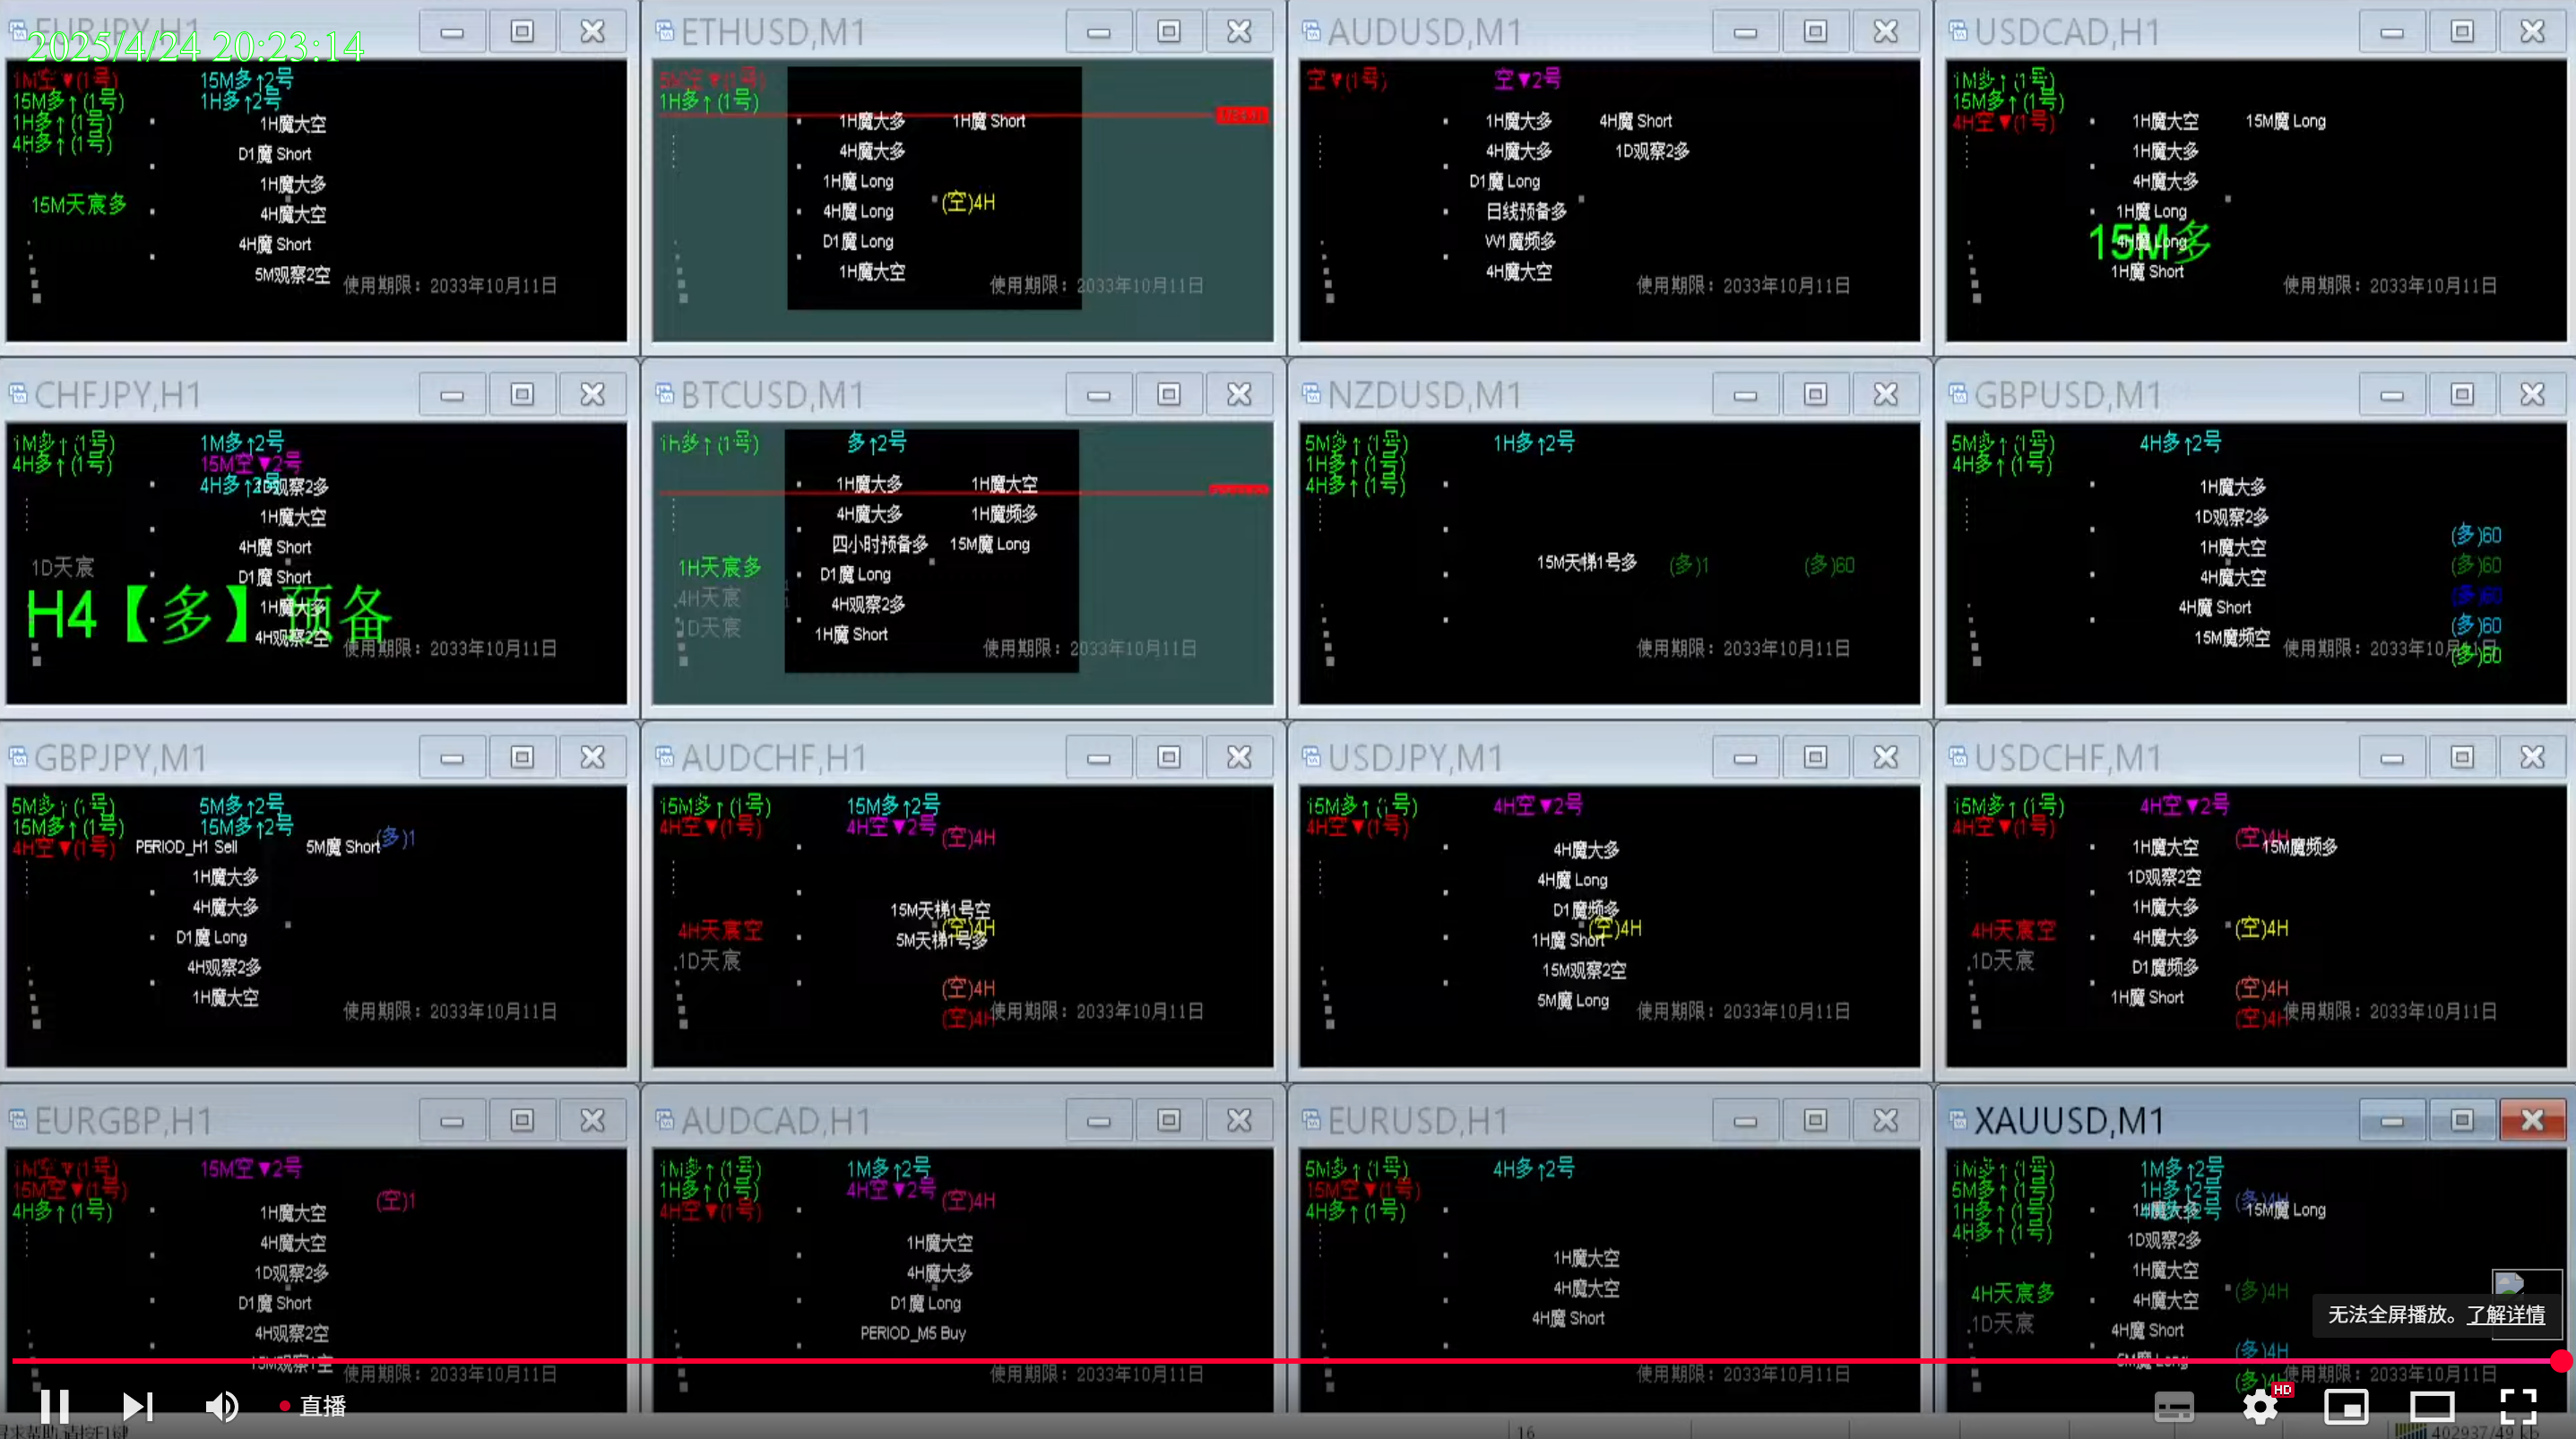 EURJPY,H1
2025/4/24 20:23:14
1M空▼(1号)
15M多↑2号
15M多↑(1号)
1H多↑2号
1H多↑(1号)
4H多↑(1号)
1H魔大空
D1魔 Short
1H魔大多
15M天宸多
4H魔大空
4H魔 Short
5M观察2空
使用期限：2033年10月11日
ETHUSD,M1
5M空▼(1号)
1H多↑(1号)
1H魔大多
1H魔 Short
4H魔大多
1H魔 Long
(空)4H
4H魔 Long
D1魔 Long
1H魔大空
使用期限：2033年10月11日
AUDUSD,M1
空▼(1号)
空▼2号
1H魔大多
4H魔 Short
4H魔大多
1D观察2多
D1魔 Long
日线预备多
W1魔频多
4H魔大空
使用期限：2033年10月11日
USDCAD,H1
1M多↑(1号)
15M多↑(1号)
4H空▼(1号)
1H魔大空
15M魔 Long
1H魔大多
4H魔大多
1H魔 Long
15M多
4H魔 Long
1H魔 Short
使用期限：2033年10月11日
CHFJPY,H1
1M多↑(1号)
1M多↑2号
4H多↑(1号)
15M空▼2号
4H多↑2号
1D观察2多
1H魔大空
4H魔 Short
1D天宸
D1魔 Short
H4【多】预备
1H魔大多
4H观察2空
使用期限：2033年10月11日
BTCUSD,M1
1H多↑(1号)
多↑2号
1H魔大多
1H魔大空
4H魔大多
1H魔频多
四小时预备多
15M魔 Long
1H天宸多
D1魔 Long
4H天宸
4H观察2多
1D天宸
1H魔 Short
使用期限：2033年10月11日
NZDUSD,M1
5M多↑(1号)
1H多↑2号
1H多↑(1号)
4H多↑(1号)
15M天梯1号多
(多)1
(多)60
使用期限：2033年10月11日
GBPUSD,M1
5M多↑(1号)
4H多↑2号
4H多↑(1号)
1H魔大多
1D观察2多
(多)60
1H魔大空
(多)60
4H魔大空
(多)60
4H魔 Short
(多)60
15M魔频空
(多)60
使用期限：2033年10月11日
GBPJPY,M1
5M多↑(1号)
5M多↑2号
15M多↑(1号)
15M多↑2号
4H空▼(1号)
PERIOD_H1 Sell
5M魔 Short
(多)1
1H魔大多
4H魔大多
D1魔 Long
4H观察2多
1H魔大空
使用期限：2033年10月11日
AUDCHF,H1
15M多↑(1号)
15M多↑2号
4H空▼(1号)
4H空▼2号
(空)4H
15M天梯1号空
4H天宸空
(空)4H
5M天梯1号多
1D天宸
(空)4H
(空)4H
使用期限：2033年10月11日
USDJPY,M1
15M多↑(1号)
4H空▼2号
4H空▼(1号)
4H魔大多
4H魔 Long
D1魔频多
(空)4H
1H魔 Short
15M观察2空
5M魔 Long
使用期限：2033年10月11日
USDCHF,M1
15M多↑(1号)
4H空▼2号
4H空▼(1号)
(空)4H
1H魔大空
15M魔频多
1D观察2空
1H魔大多
4H天宸空
(空)4H
4H魔大多
1D天宸
D1魔频多
(空)4H
1H魔 Short
(空)4H
使用期限：2033年10月11日
EURGBP,H1
1M空▼(1号)
15M空▼2号
15M空▼(1号)
4H多↑(1号)
(空)1
1H魔大空
4H魔大空
1D观察2多
D1魔 Short
4H观察2空
15M观察1空
使用期限：2033年10月11日
AUDCAD,H1
1M多↑(1号)
1M多↑2号
1H多↑(1号)
4H空▼2号
4H空▼(1号)
(空)4H
1H魔大空
4H魔大多
D1魔 Long
PERIOD_M5 Buy
使用期限：2033年10月11日
EURUSD,H1
5M多↑(1号)
4H多↑2号
15M空▼(1号)
4H多↑(1号)
1H魔大空
4H魔大空
4H魔 Short
使用期限：2033年10月11日
XAUUSD,M1
1M多↑(1号)
1M多↑2号
5M多↑(1号)
1H多↑2号
1H多↑(1号)
(多)4H
15M魔 Long
4H多↑(1号)
1D观察2多
1H魔大空
4H天宸多
4H魔大空
(多)4H
1D天宸
4H魔 Short
(多)4H
5M魔 Long
(多)4H
使用期限：2033年10月11日
无法全屏播放。了解详情
直播
HD
16
402937/49 kb